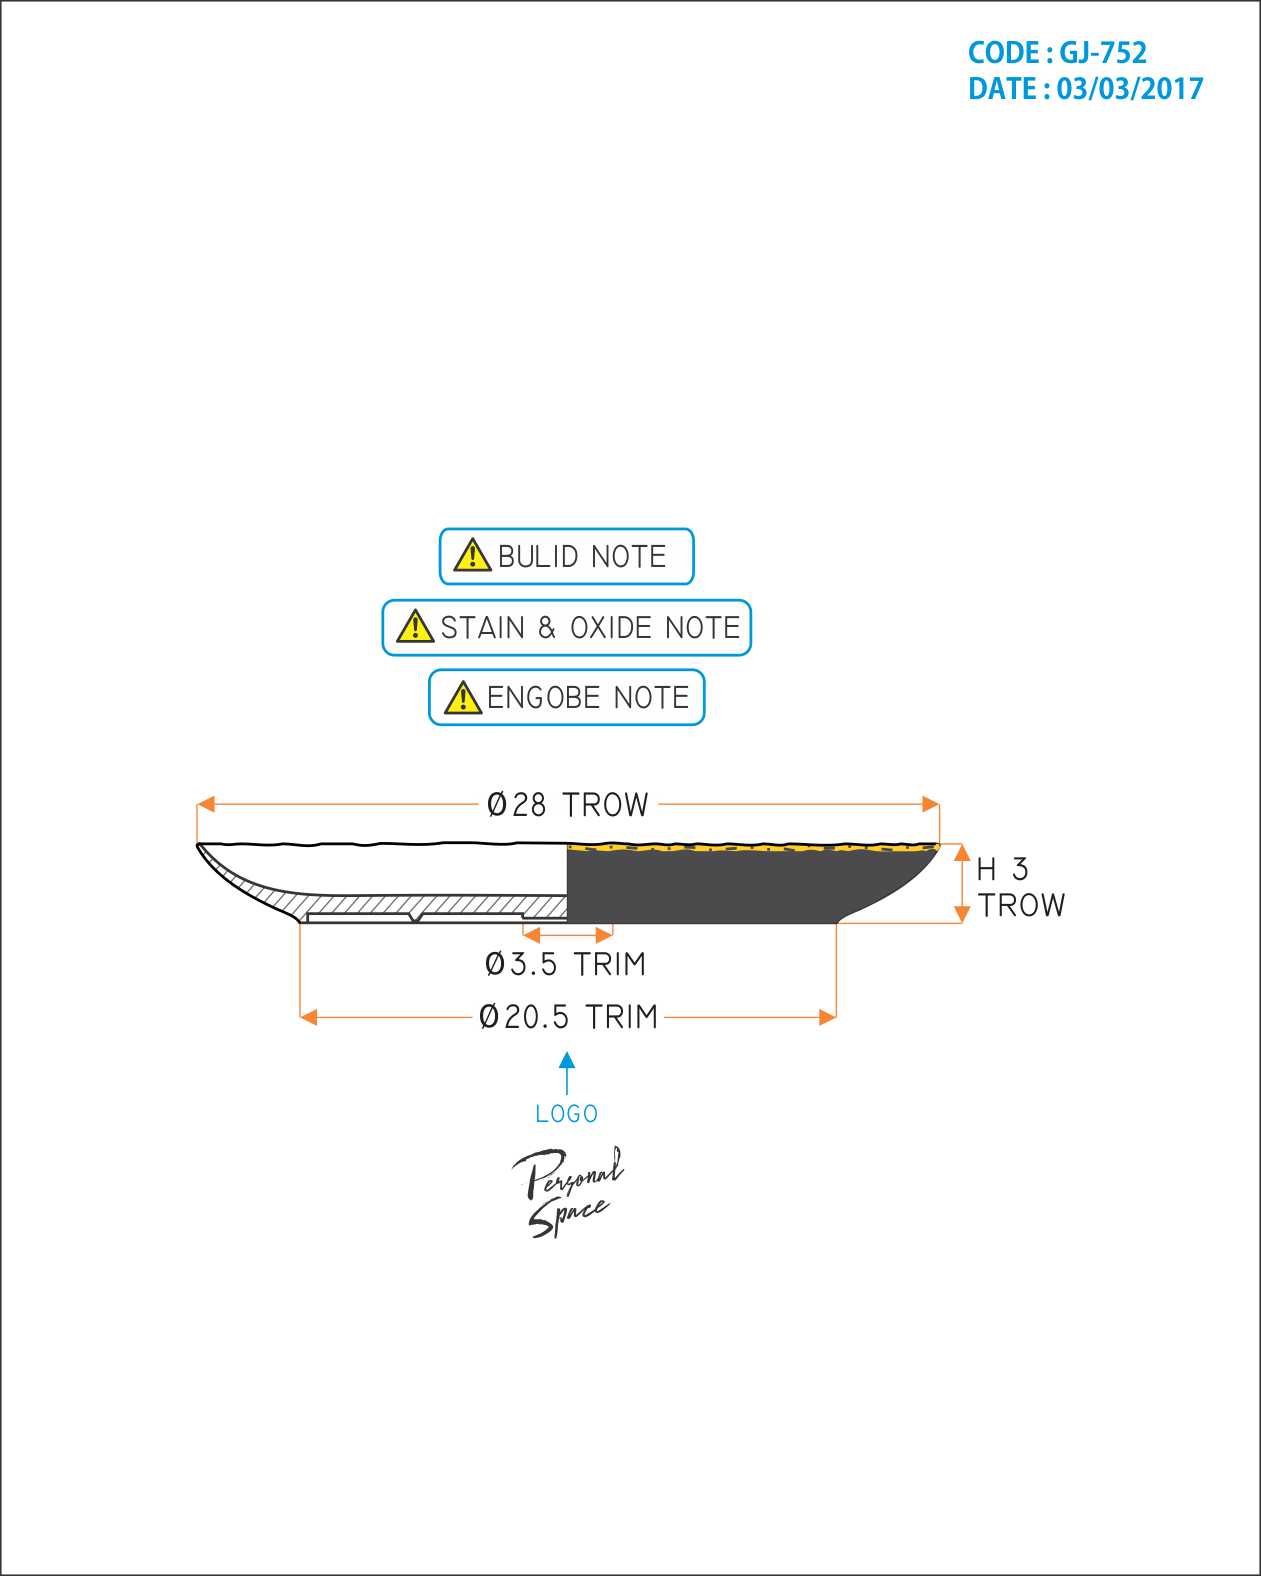 CODE : GJ-752
DATE : 03/03/2017
BULID NOTE
STAIN & OXIDE NOTE
ENGOBE NOTE
Ø28 TROW
H 3
TROW
Ø3.5 TRIM
Ø20.5 TRIM
LOGO
Personal
Space